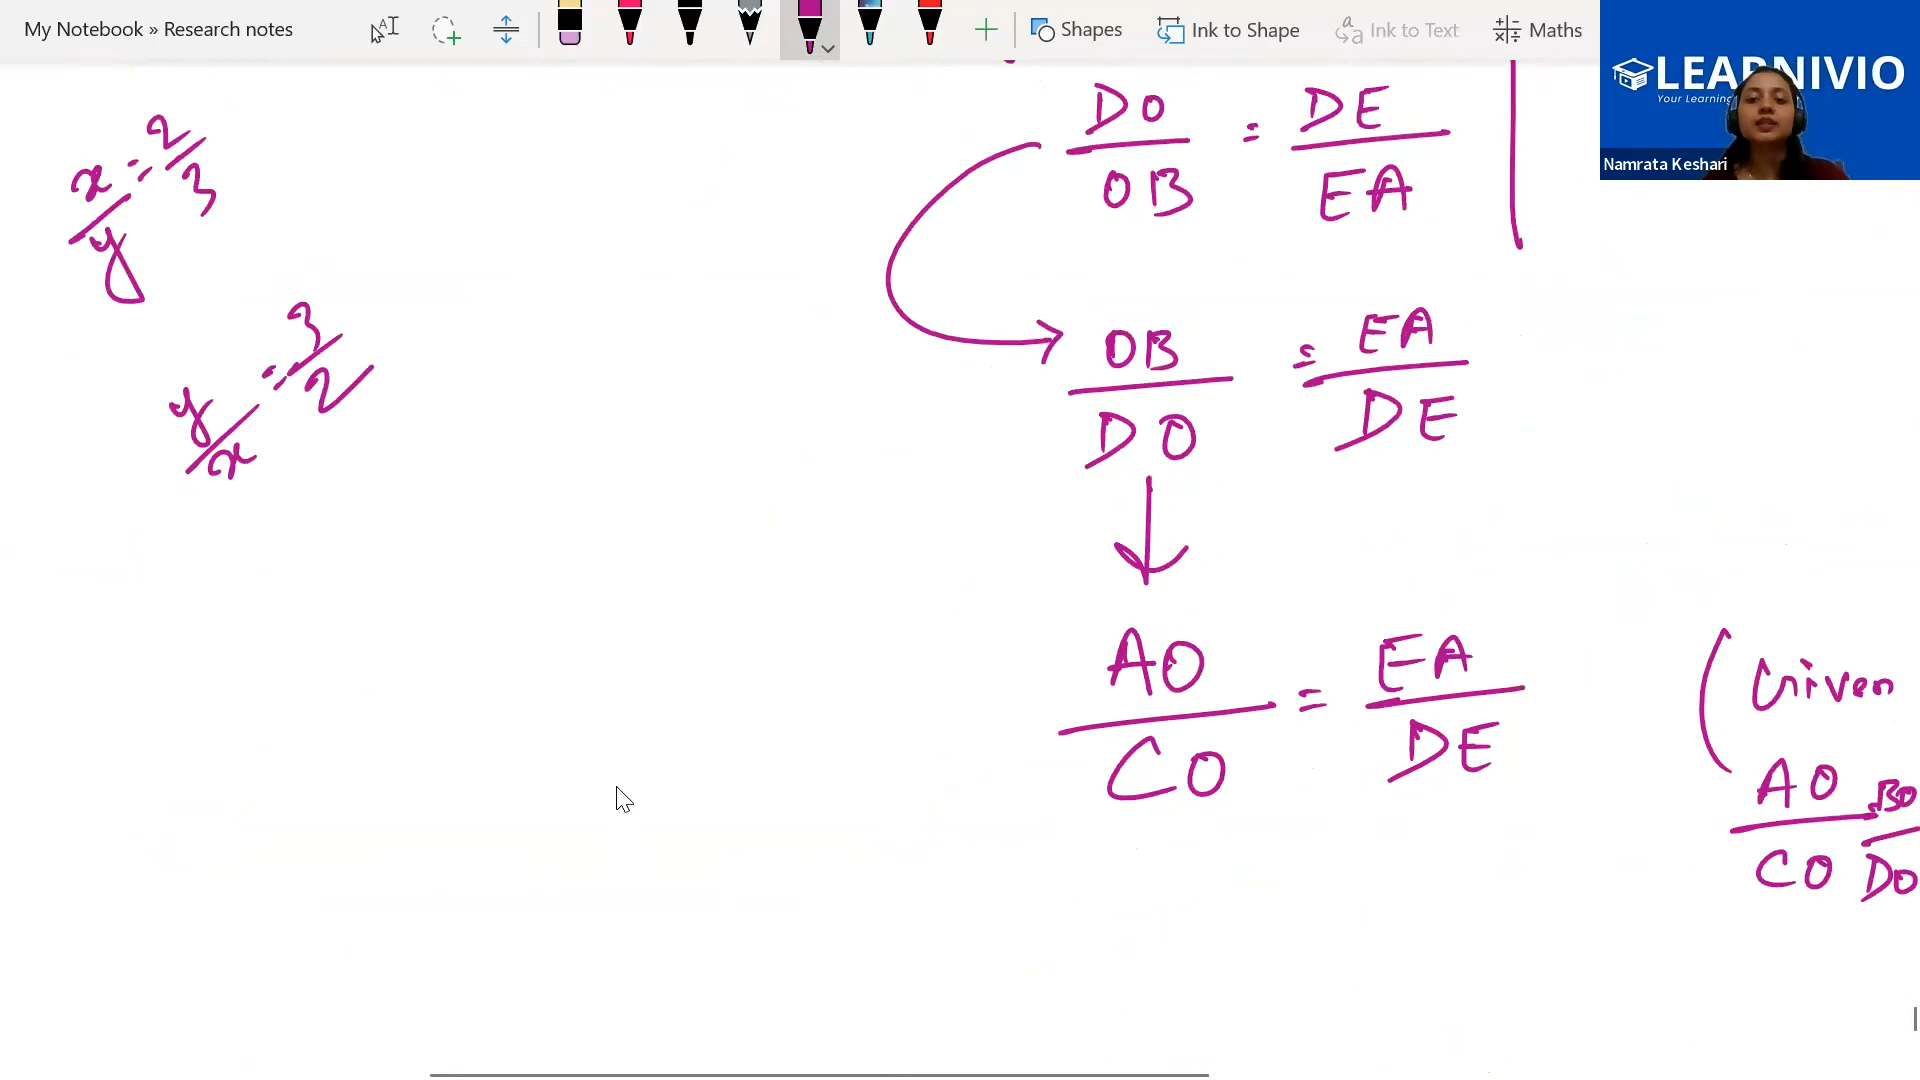 My Notebook » Research notes
Shapes
Ink to Shape
Ink to Text
Maths
LEARNIVIO
Your Learning
Namrata Keshari
x/y = 2/3
y/x = 3/2
DO/OB = DE/EA
OB/DO = EA/DE
AO/CO = EA/DE
Given
AO/CO BO/DO